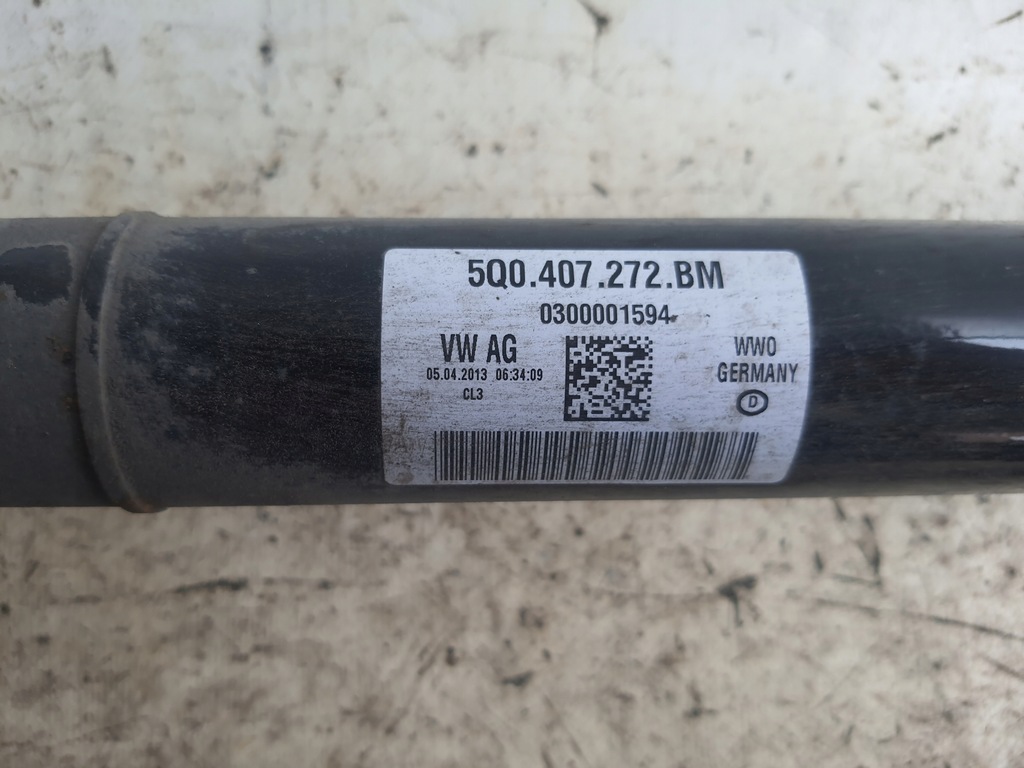 5Q0.407.272.BM
0300001594
VW AG
05.04.2013 06:34:09
CL3
WWO
GERMANY
D